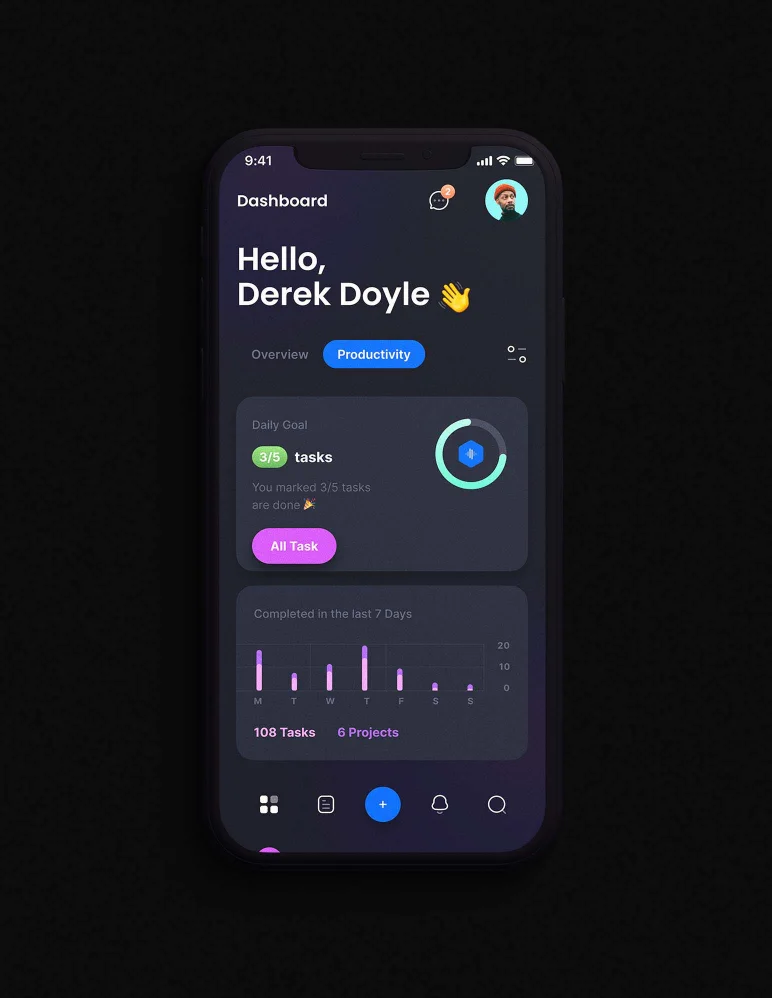 9:41
Dashboard
2
Hello,
Derek Doyle 👋
Overview
Productivity
Daily Goal
3/5 tasks
You marked 3/5 tasks
are done 🎉
All Task
Completed in the last 7 Days
20
10
0
M T W T F S S
108 Tasks 6 Projects
+